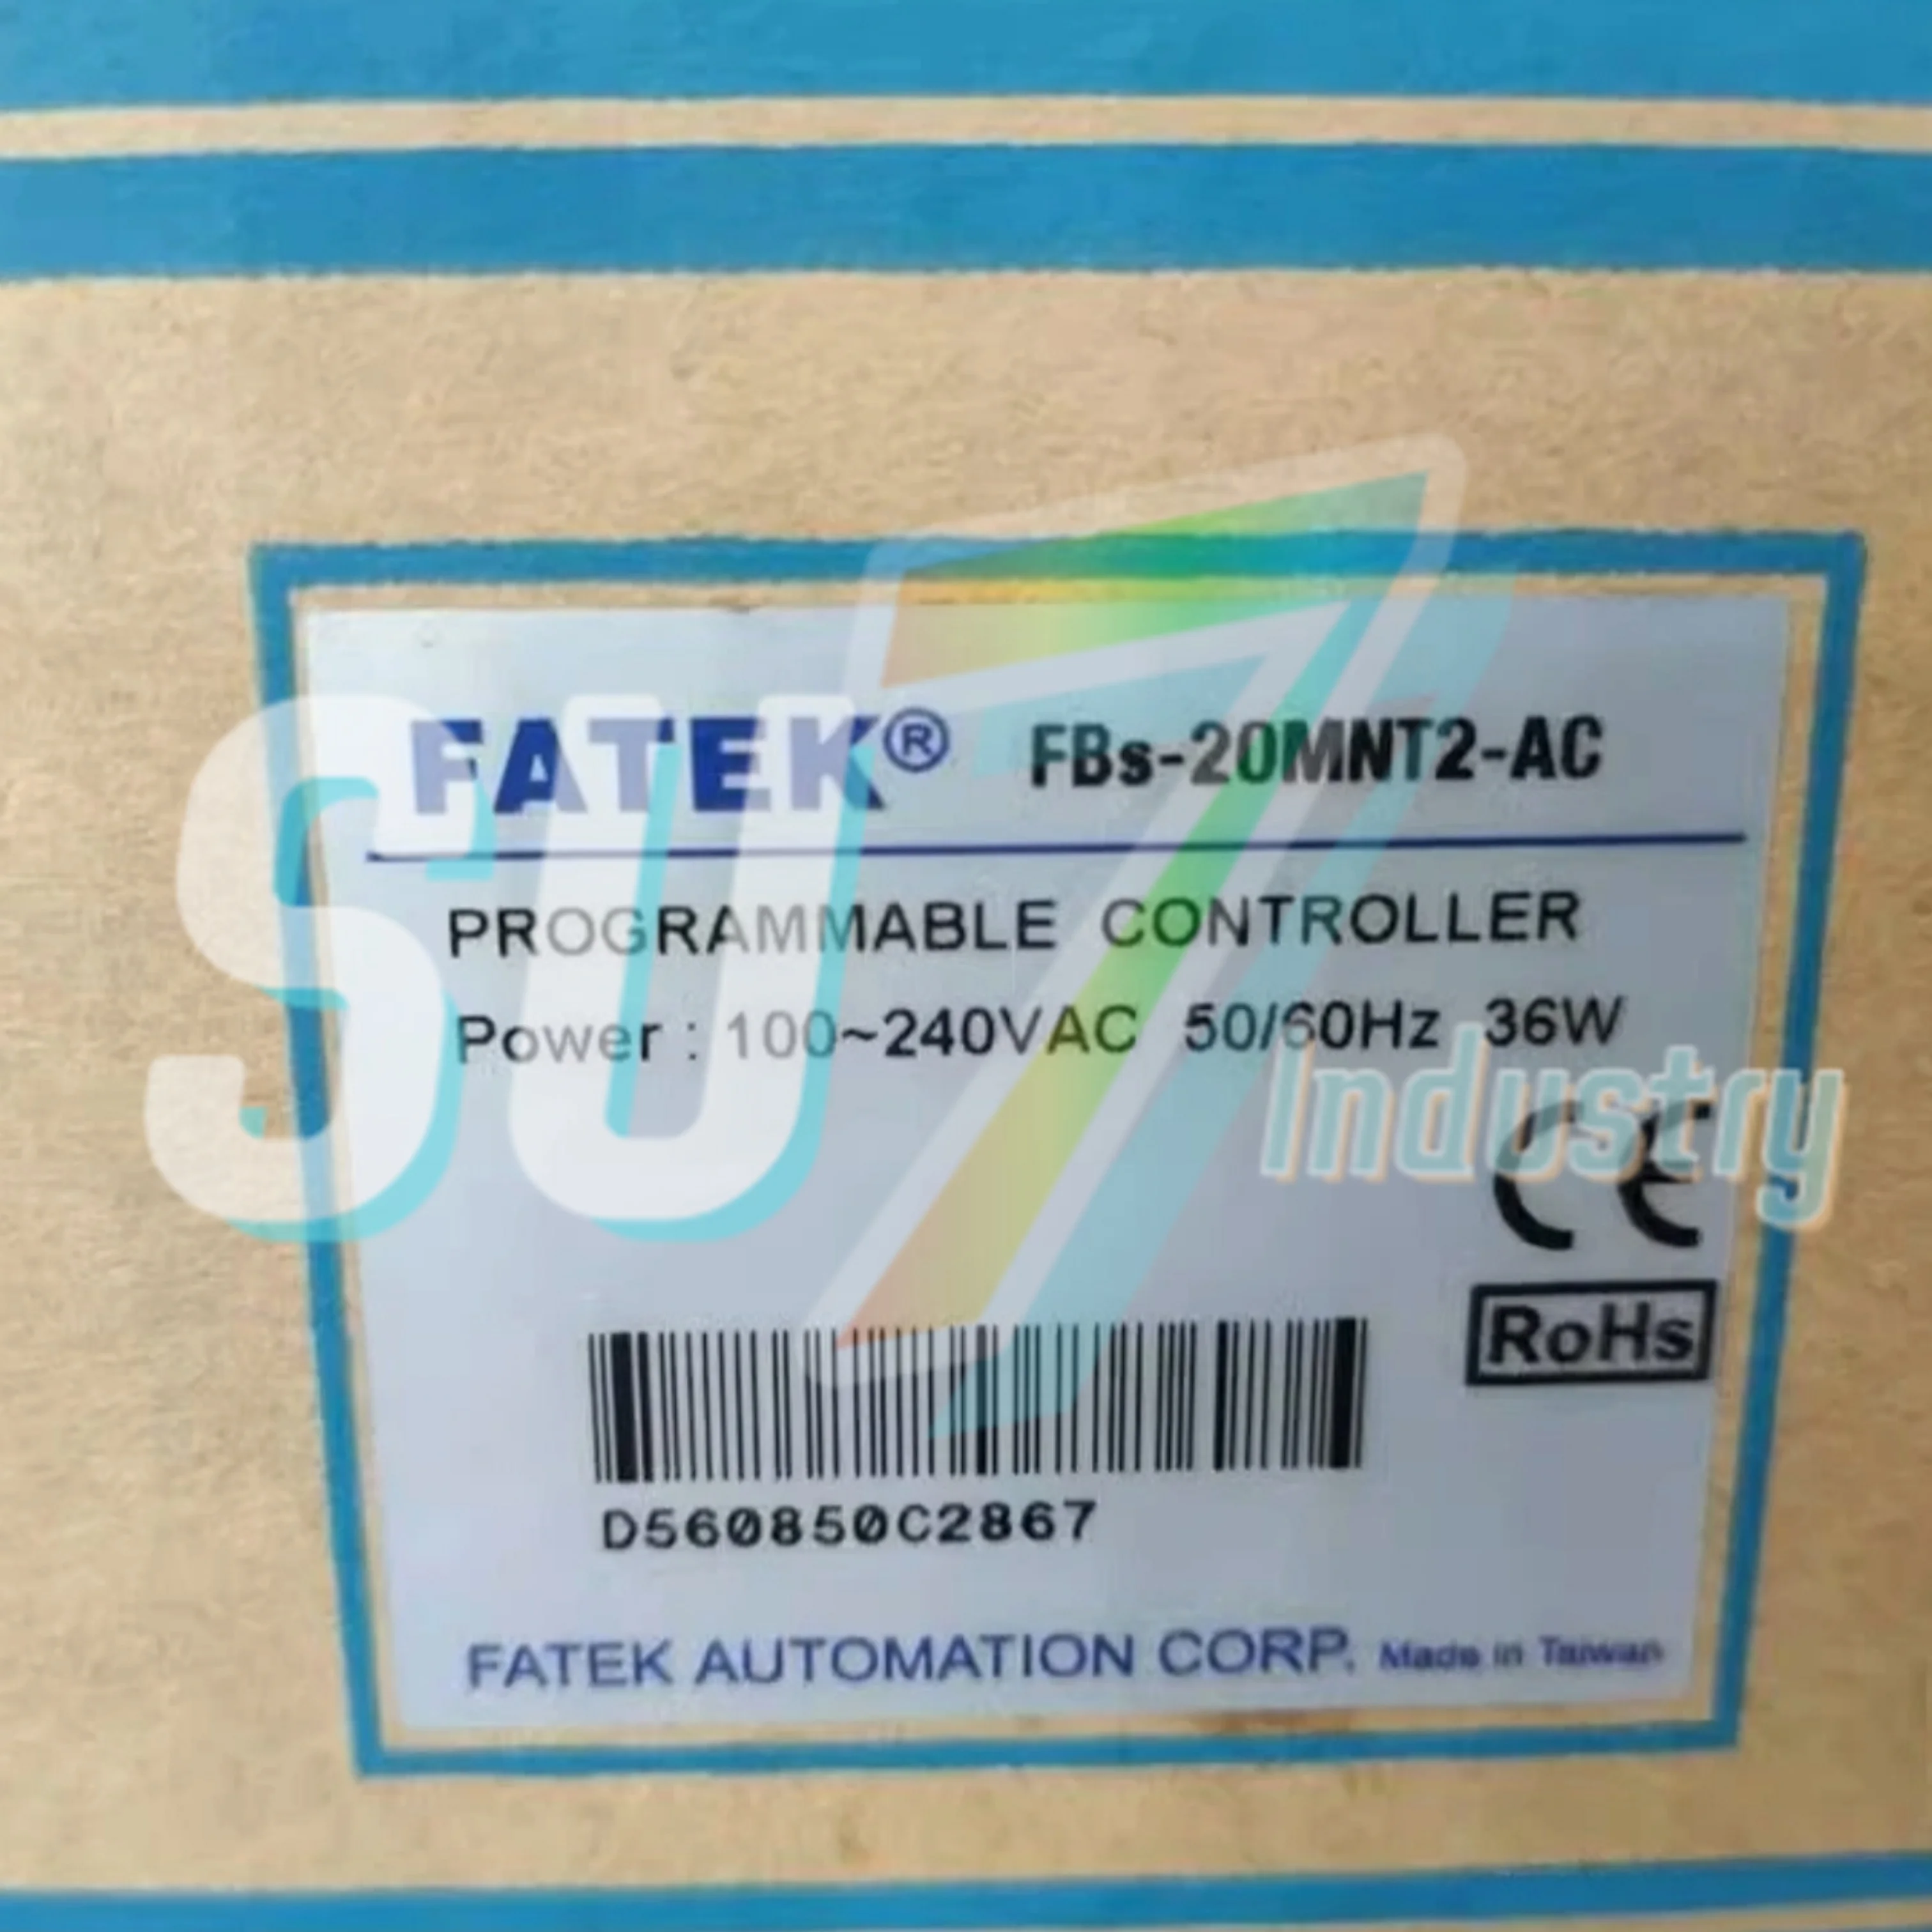 FATEK® FBs-20MNT2-AC
PROGRAMMABLE CONTROLLER
Power : 100~240VAC 50/60Hz 36W
SU7
Industry
CE
RoHs
D560850C2867
FATEK AUTOMATION CORP. Made in Taiwan